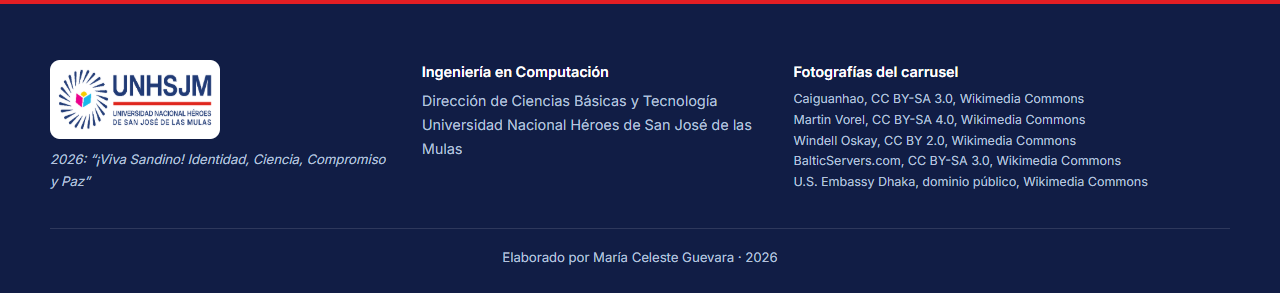 UNHSJM
UNIVERSIDAD NACIONAL HÉROES
DE SAN JOSÉ DE LAS MULAS
2026: “¡Viva Sandino! Identidad, Ciencia, Compromiso
y Paz”
Ingeniería en Computación
Dirección de Ciencias Básicas y Tecnología
Universidad Nacional Héroes de San José de las
Mulas
Fotografías del carrusel
Caiguanhao, CC BY-SA 3.0, Wikimedia Commons
Martin Vorel, CC BY-SA 4.0, Wikimedia Commons
Windell Oskay, CC BY 2.0, Wikimedia Commons
BalticServers.com, CC BY-SA 3.0, Wikimedia Commons
U.S. Embassy Dhaka, dominio público, Wikimedia Commons
Elaborado por María Celeste Guevara · 2026